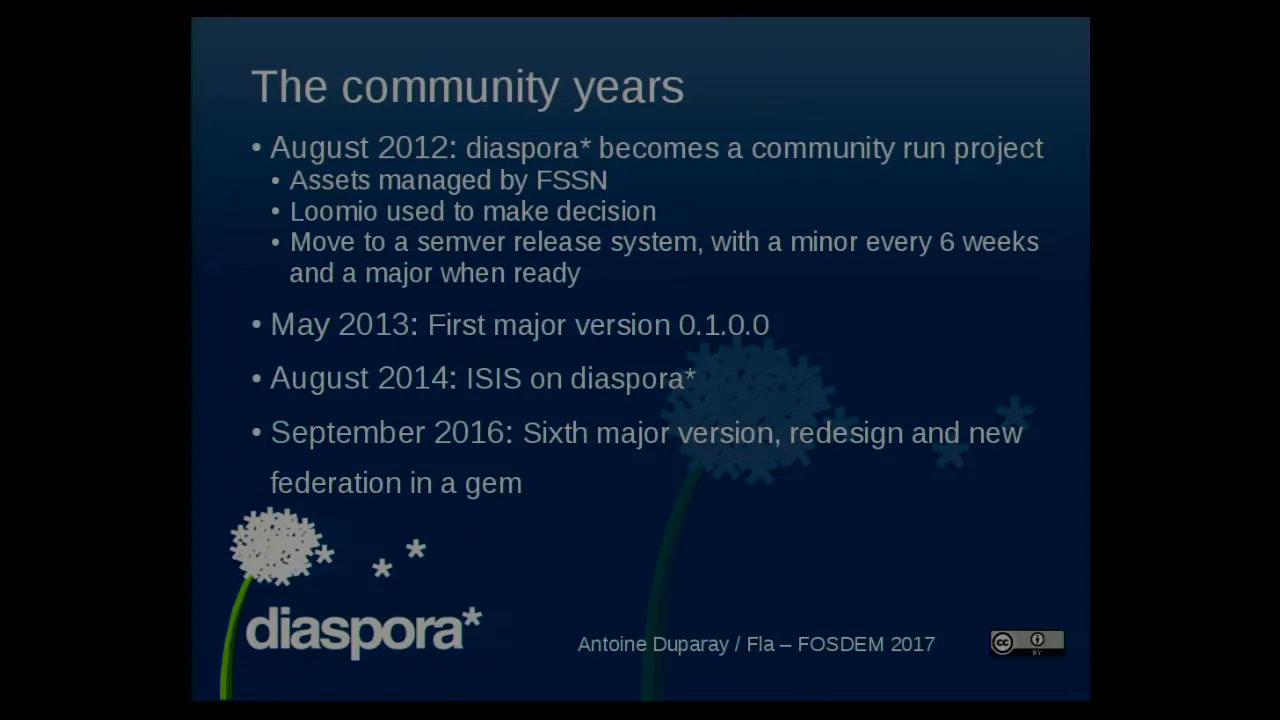 The community years
• August 2012: diaspora* becomes a community run project
• Assets managed by FSSN
• Loomio used to make decision
• Move to a semver release system, with a minor every 6 weeks
and a major when ready
• May 2013: First major version 0.1.0.0
• August 2014: ISIS on diaspora*
• September 2016: Sixth major version, redesign and new
federation in a gem
diaspora*
Antoine Duparay / Fla – FOSDEM 2017
cc
BY